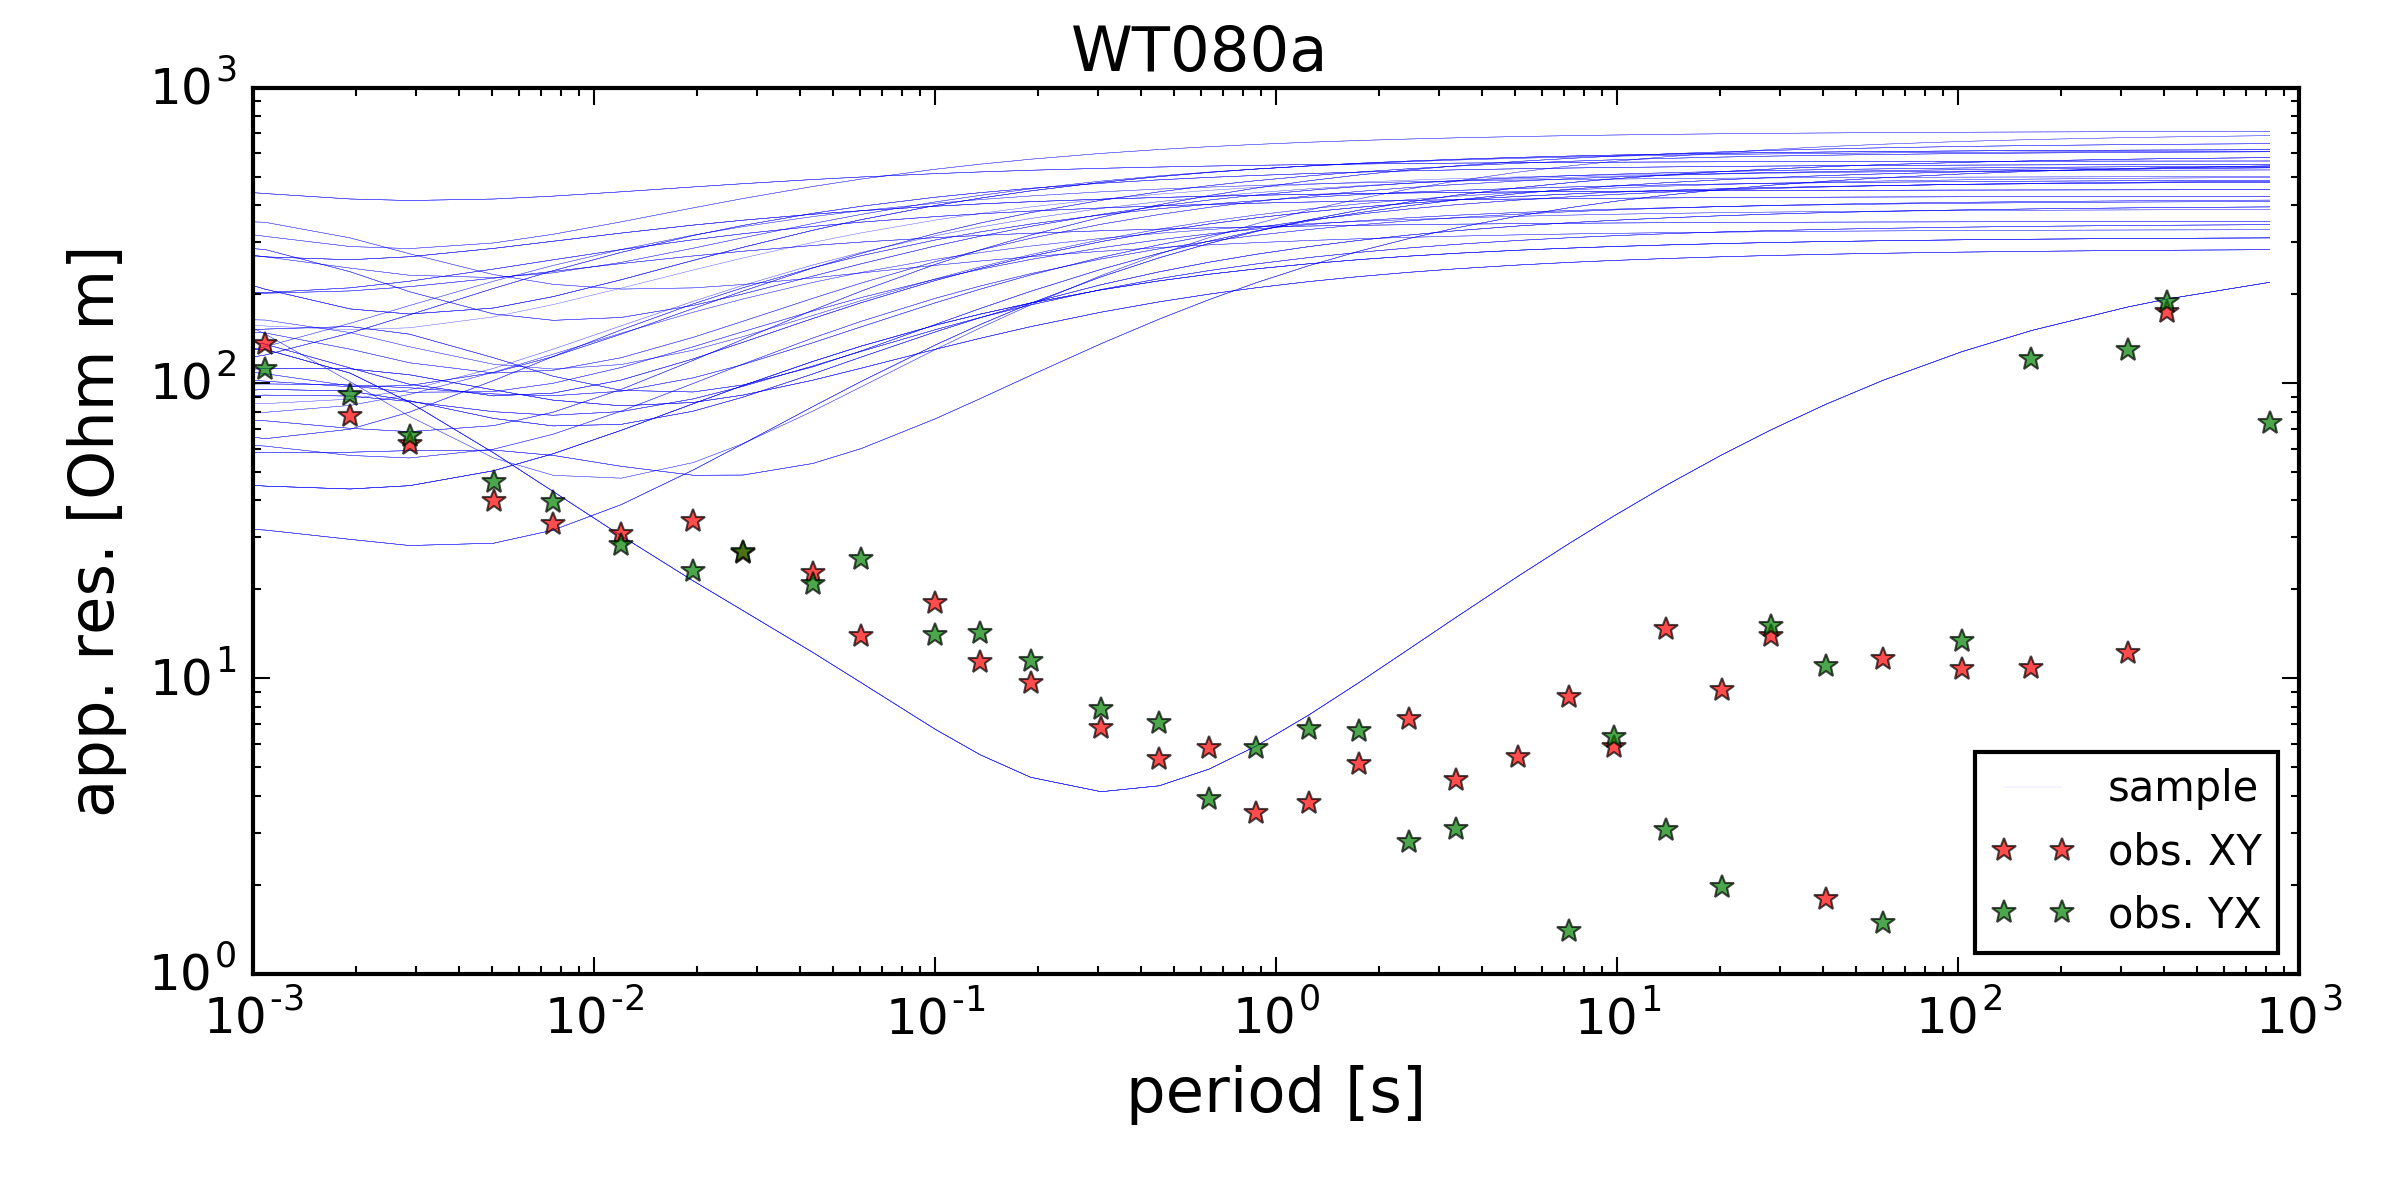 WT080a
app. res. [Ohm m]
10^3
10^2
10^1
10^0
10^-3 10^-2 10^-1 10^0 10^1 10^2 10^3
period [s]
sample
obs. XY
obs. YX